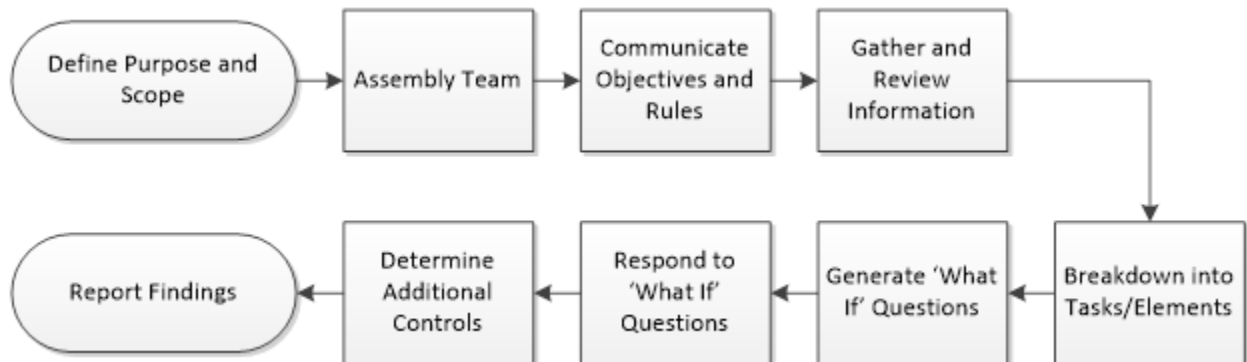 Define Purpose and
Scope
Assembly Team
Communicate
Objectives and
Rules
Gather and
Review
Information
Breakdown into
Tasks/Elements
Generate ‘What
If’ Questions
Respond to
‘What If’
Questions
Determine
Additional
Controls
Report Findings